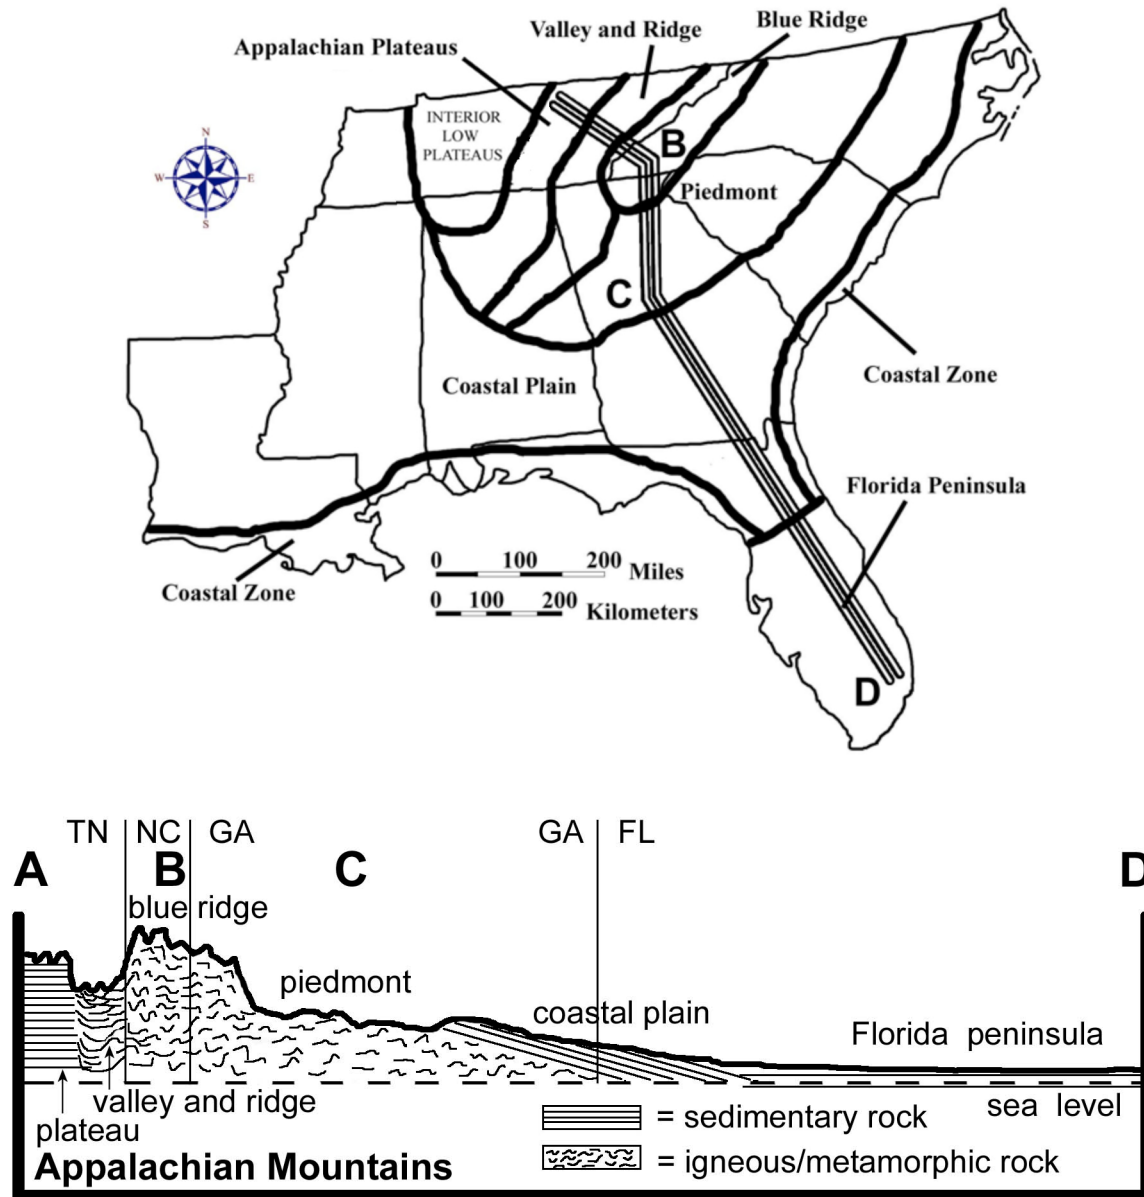 Blue Ridge
Valley and Ridge
Appalachian Plateaus
INTERIOR
LOW
PLATEAUS
N
W
E
S
B
Piedmont
C
Coastal Plain
Coastal Zone
Florida Peninsula
0 100 200 Miles
0 100 200 Kilometers
Coastal Zone
D
TN NC GA GA FL
A B C D
blue ridge
piedmont
coastal plain
Florida peninsula
valley and ridge
sea level
plateau
= sedimentary rock
Appalachian Mountains
= igneous/metamorphic rock